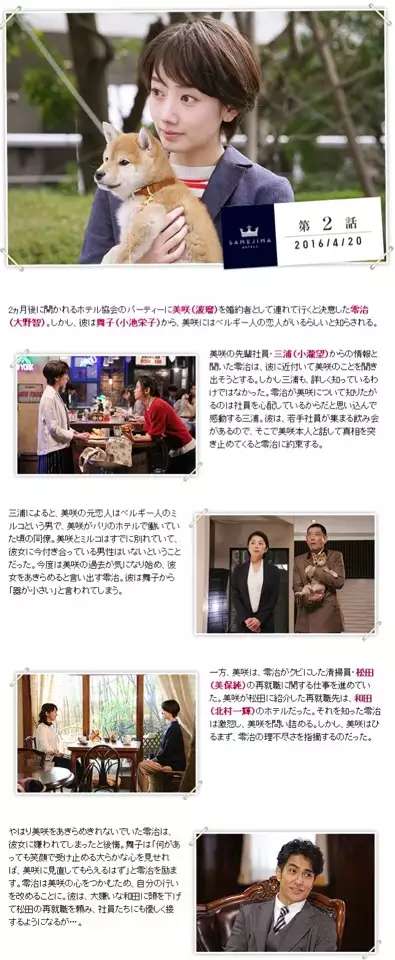 SAMEJIMA
HOTELS
第2話
2016/4/20
2ヵ月後に開かれるホテル協会のパーティーに美咲（波瑠）を婚約者として連れて行くと決意した零治
（大野智）。しかし、彼は舞子（小池栄子）から、美咲にはベルギー人の恋人がいるらしいと知らされる。
美咲の先輩社員・三浦（小瀧望）からの情報と
聞いた零治は、彼に近付いて美咲のことを聞き
出そうとする。しかし三浦も、詳しく知っているわ
けではなかった。零治が美咲について知りたが
るのは社員を心配しているからだと思い込んで
感動する三浦。彼は、若手社員が集まる飲み会
があるので、そこで美咲本人と話して真相を突
き止めてくると零治に約束する。
三浦によると、美咲の元恋人はベルギー人のミ
ルコという男で、美咲がパリのホテルで働いてい
た頃の同僚。美咲とミルコはすでに別れていて、
彼女に今付き合っている男性はいないということ
だった。今度は美咲の過去が気になり始め、彼
女をあきらめると言い出す零治。彼は舞子から
「器が小さい」と言われてしまう。
一方、美咲は、零治がクビにした清掃員・松田
（美保純）の再就職に関する仕事を進めてい
た。美咲が松田に紹介した再就職先は、和田
（北村一輝）のホテルだった。それを知った零治
は激怒し、美咲を問い詰める。しかし、美咲はひ
るまず、零治の理不尽さを指摘するのだった。
やはり美咲をあきらめきれないでいた零治は、
彼女に嫌われてしまったと後悔。舞子は「何があ
っても笑顔で受け止める大らかな心を見せれ
ば、美咲に見直してもらえるはず」と零治を励ま
す。零治は美咲の心をつかむため、自分の行い
を改めることに。彼は、大嫌いな和田に頭を下げ
て松田の再就職を頼み、社員たちにも優しく接
するようになるが…。